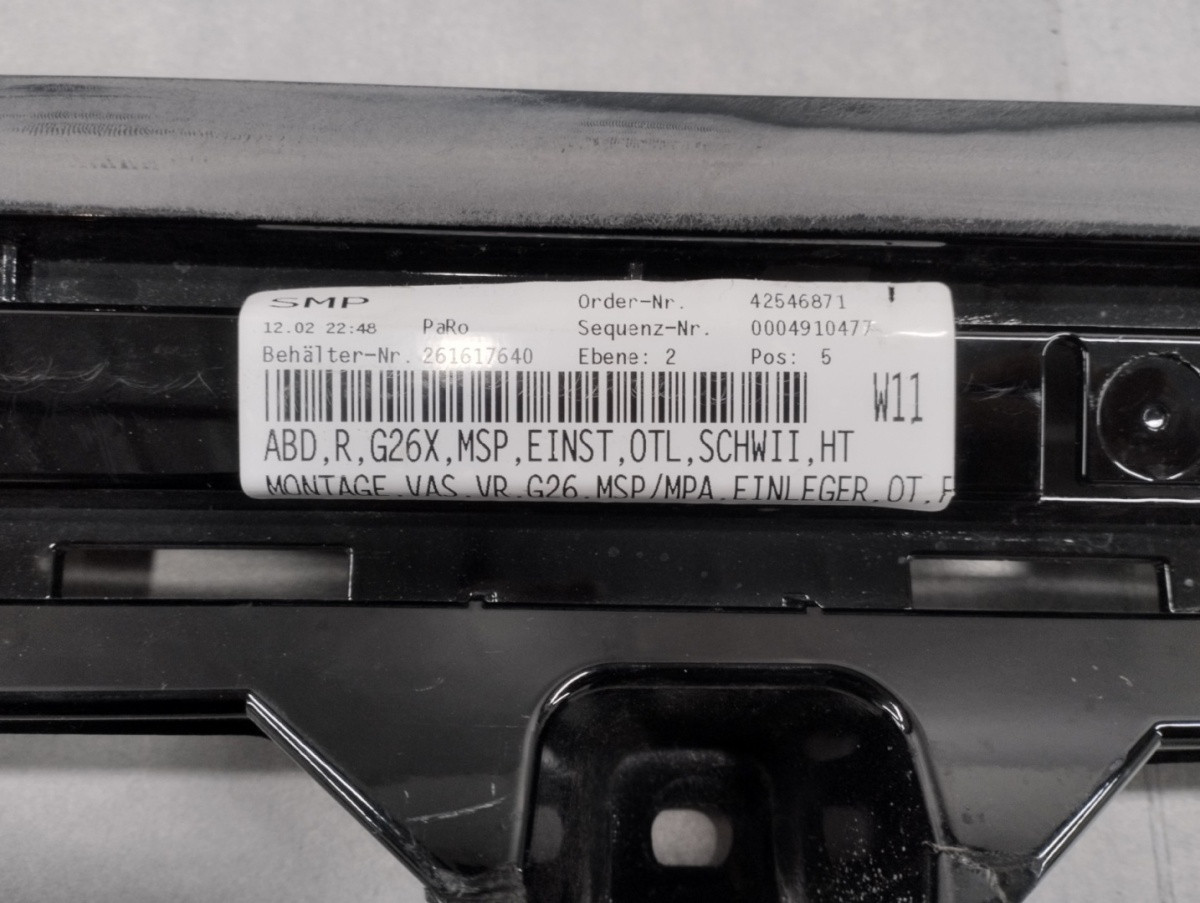 SMP Order-Nr. 42546871
12.02 22:48 PaRo Sequenz-Nr. 0004910477
Behälter-Nr. 261617640 Ebene: 2 Pos: 5
W11
ABD,R,G26X,MSP,EINST,OTL,SCHWII,HT
MONTAGE,VAS,VR,G26,MSP/MPA,EINLEGER,OT,